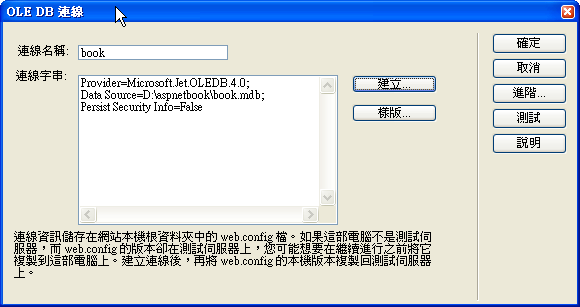 OLE DB 連線
連線名稱:
book
連線字串:
Provider=Microsoft.Jet.OLEDB.4.0;
Data Source=D:\aspnetbook\book.mdb;
Persist Security Info=False
建立...
樣版...
確定
取消
進階...
測試
說明
連線資訊儲存在網站本機根資料夾中的 web.config 檔。如果這部電腦不是測試伺
服器，而 web.config 的版本卻在測試伺服器上，您可能想要在繼續進行之前將它
複製到這部電腦上。建立連線後，再將 web.config 的本機版本複製回測試伺服器
上。